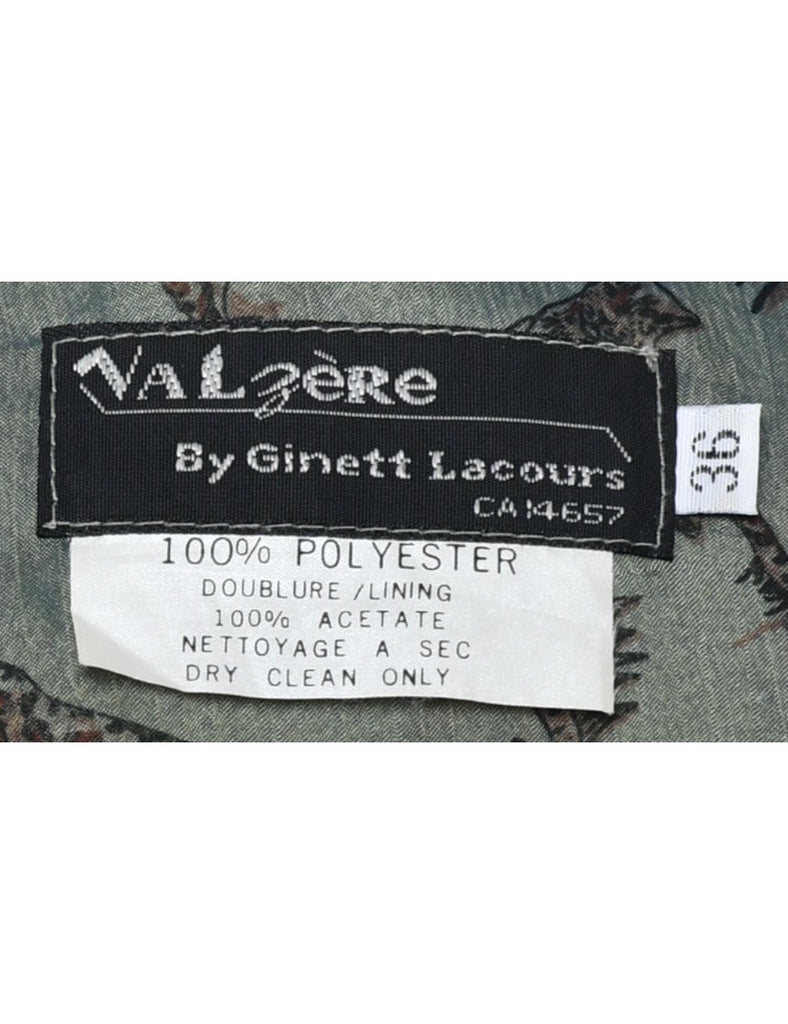 VALzèRe
By Ginett Lacours
CA 14657
36
100% POLYESTER
DOUBLURE /LINING
100% ACETATE
NETTOYAGE A SEC
DRY CLEAN ONLY